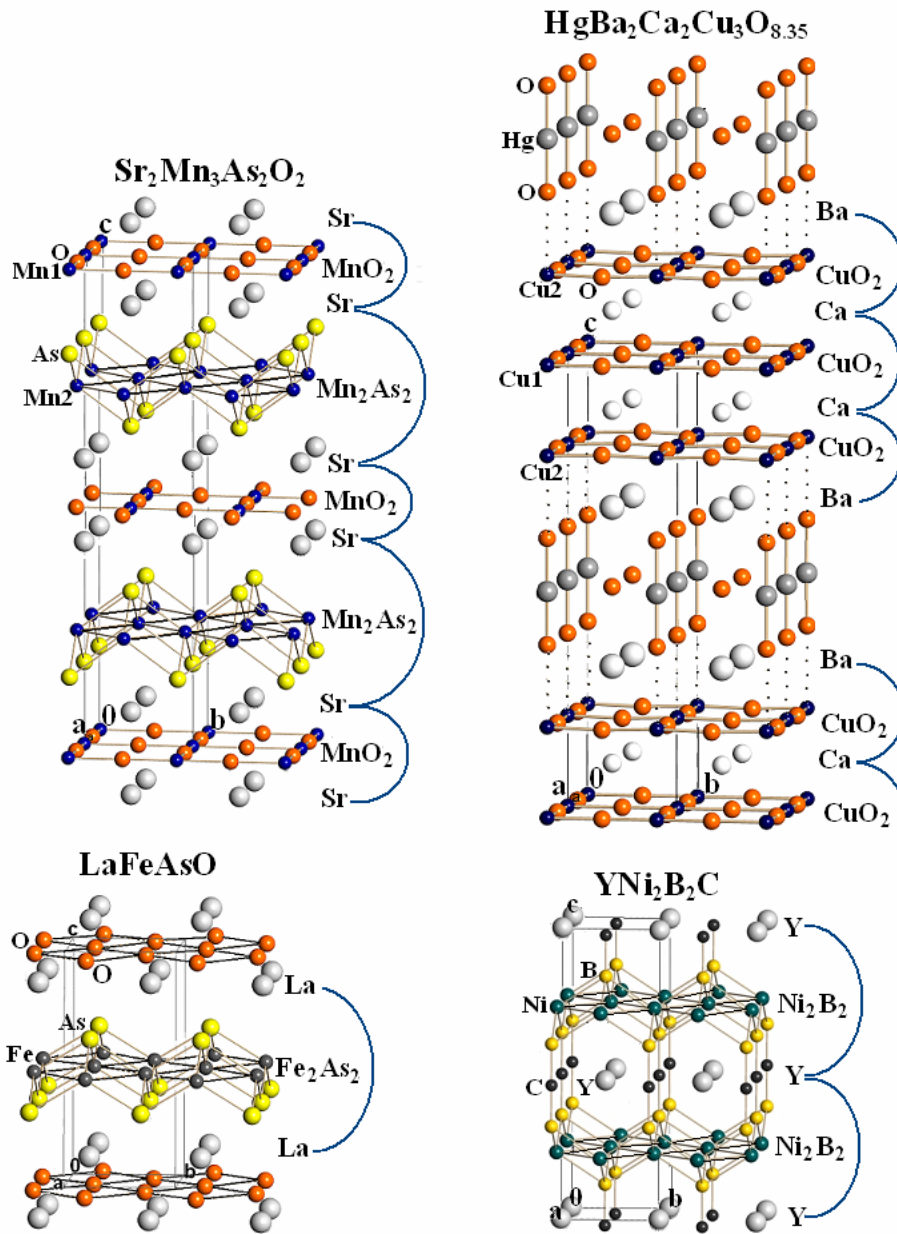 Sr₂Mn₃As₂O₂
Sr
c
O
Mn1
MnO₂
Sr
As
Mn2
Mn₂As₂
Sr
MnO₂
Sr
Mn₂As₂
Sr
a 0 b
MnO₂
Sr
HgBa₂Ca₂Cu₃O₈.₃₅
O
Hg
O
Ba
Cu2 O CuO₂
Ca
c
Cu1 CuO₂
Ca
CuO₂
Cu2
Ba
Ba
CuO₂
Ca
a 0 b
a
CuO₂
LaFeAsO
O c
O
La
As
Fe
Fe₂As₂
La
0
a b
O
YNi₂B₂C
c
Y
B
Ni Ni₂B₂
C Y Y
Ni₂B₂
a 0 b Y